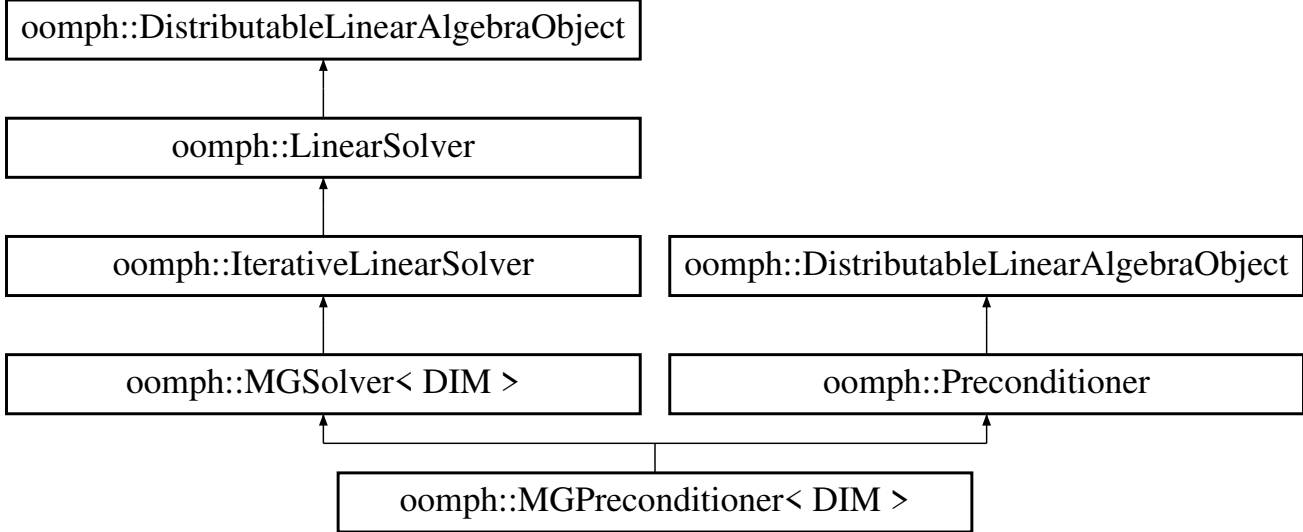 oomph::DistributableLinearAlgebraObject
oomph::LinearSolver
oomph::IterativeLinearSolver
oomph::DistributableLinearAlgebraObject
oomph::MGSolver< DIM >
oomph::Preconditioner
oomph::MGPreconditioner< DIM >